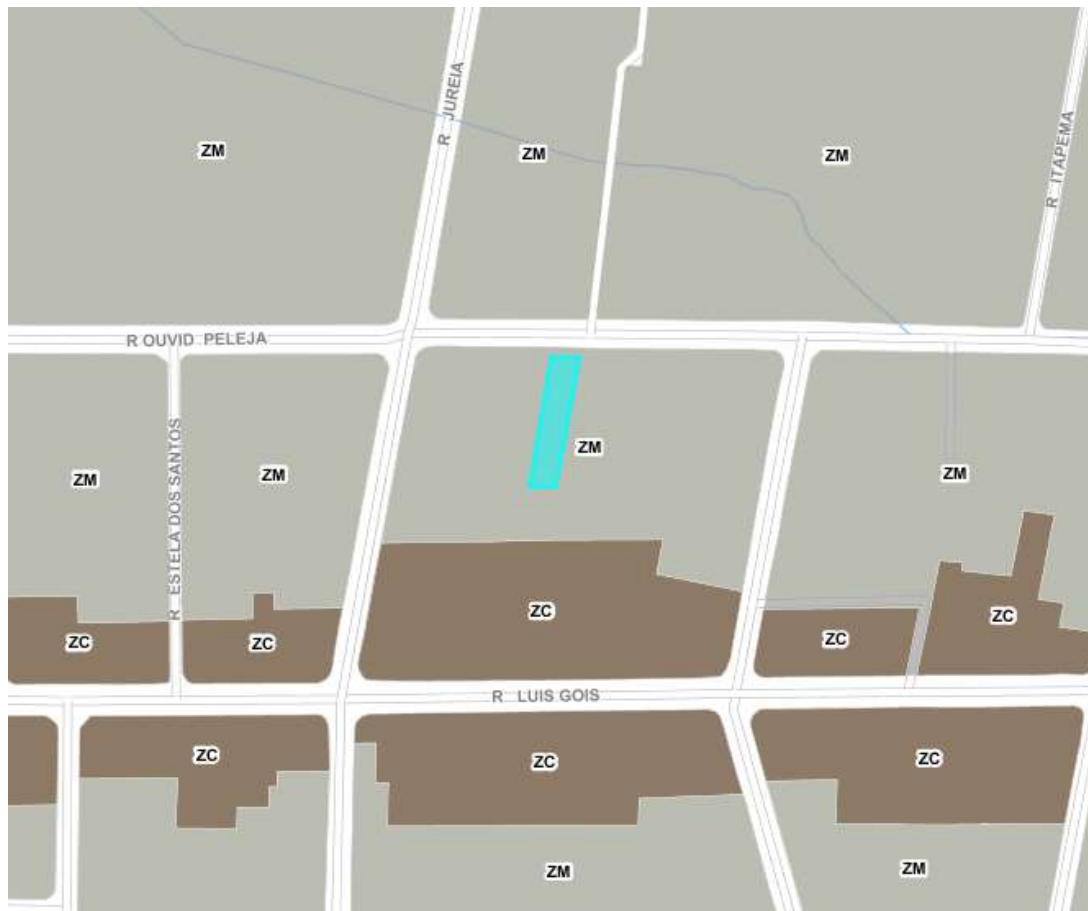 ZM
R JUREIA
ZM
ZM
R ITAPEMA
R OUVID PELEJA
R ESTELA DOS SANTOS
ZM
ZM
ZM
ZM
ZC
ZC
ZC
ZC
ZC
R LUIS GOIS
ZC
ZC
ZC
ZM
ZM